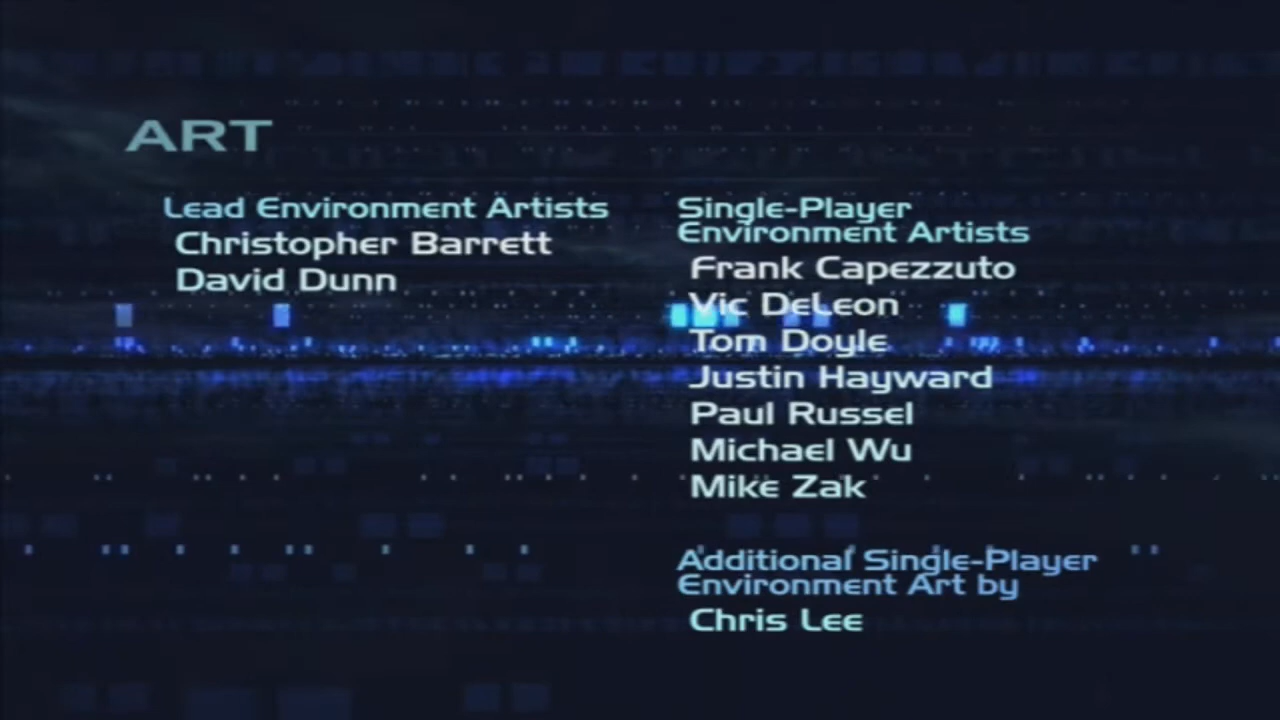 ART
Lead Environment Artists
Christopher Barrett
David Dunn
Single-Player
Environment Artists
Frank Capezzuto
Vic DeLeon
Tom Doyle
Justin Hayward
Paul Russel
Michael Wu
Mike Zak
Additional Single-Player
Environment Art by
Chris Lee